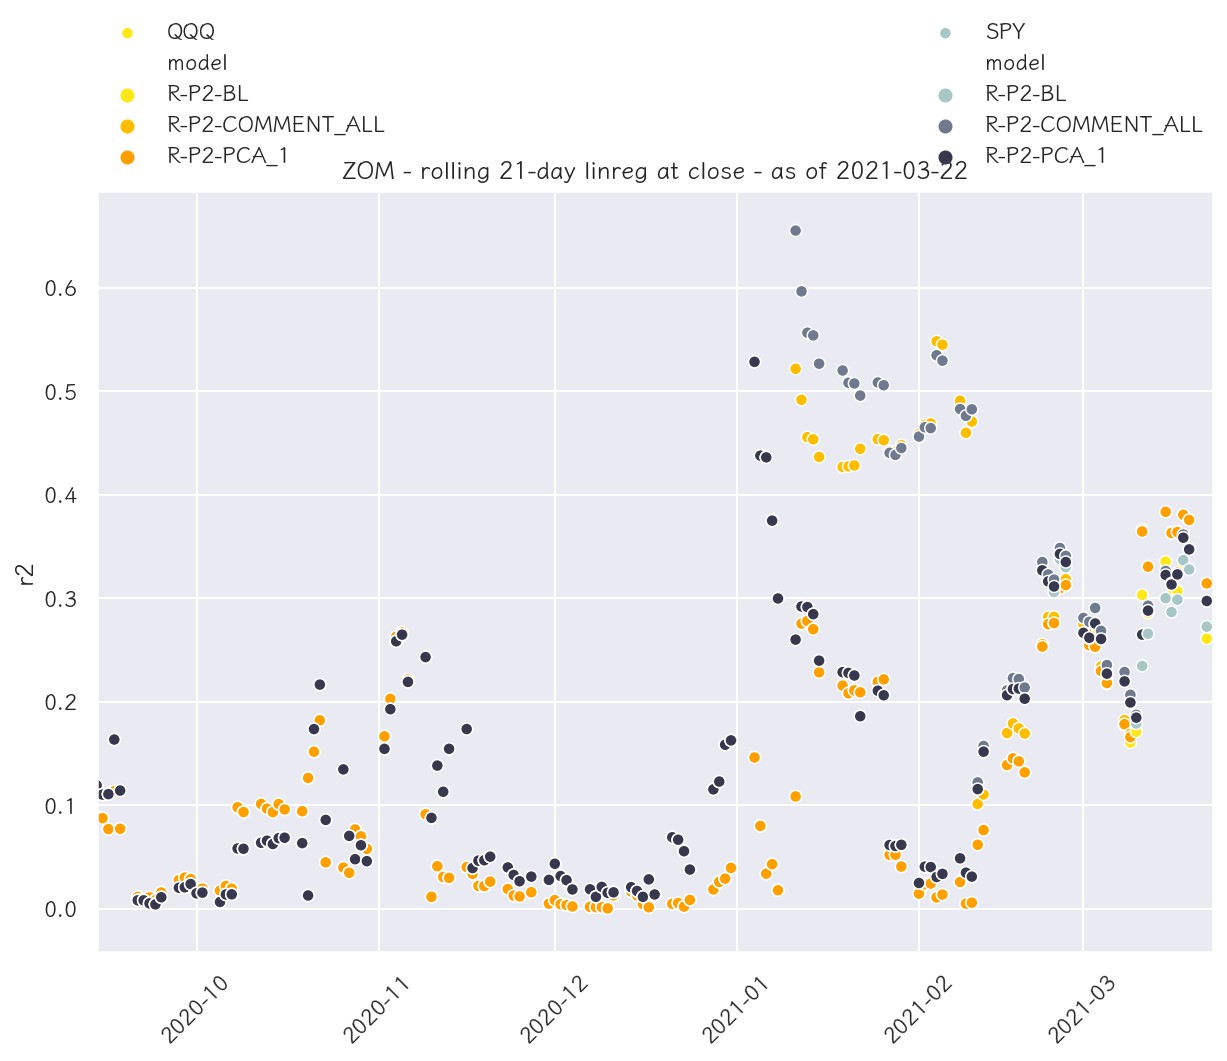 QQQ
model
R-P2-BL
R-P2-COMMENT_ALL
R-P2-PCA_1
SPY
model
R-P2-BL
R-P2-COMMENT_ALL
R-P2-PCA_1
ZOM - rolling 21-day linreg at close - as of 2021-03-22
r2
0.6
0.5
0.4
0.3
0.2
0.1
0.0
2020-10
2020-11
2020-12
2021-01
2021-02
2021-03